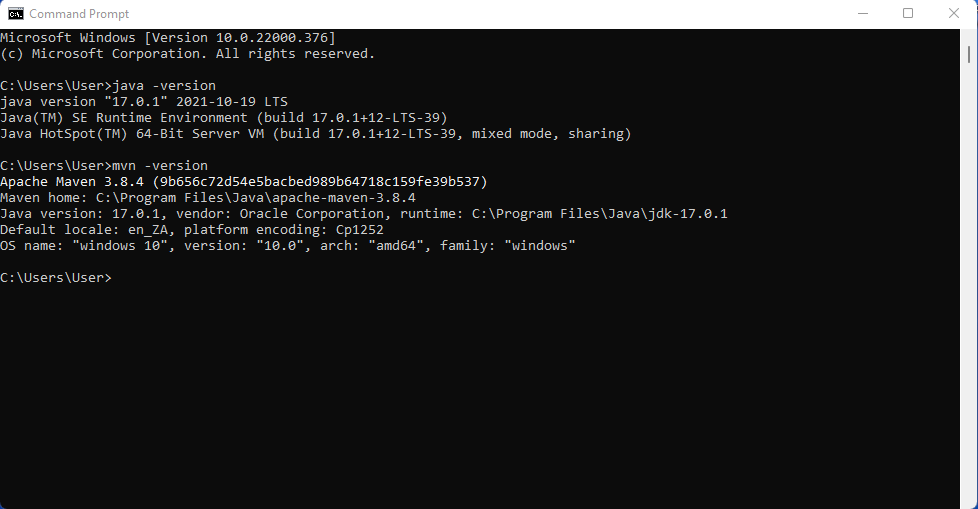 Command Prompt
Microsoft Windows [Version 10.0.22000.376]
(c) Microsoft Corporation. All rights reserved.
C:\Users\User>java -version
java version "17.0.1" 2021-10-19 LTS
Java(TM) SE Runtime Environment (build 17.0.1+12-LTS-39)
Java HotSpot(TM) 64-Bit Server VM (build 17.0.1+12-LTS-39, mixed mode, sharing)
C:\Users\User>mvn -version
Apache Maven 3.8.4 (9b656c72d54e5bacbed989b64718c159fe39b537)
Maven home: C:\Program Files\Java\apache-maven-3.8.4
Java version: 17.0.1, vendor: Oracle Corporation, runtime: C:\Program Files\Java\jdk-17.0.1
Default locale: en_ZA, platform encoding: Cp1252
OS name: "windows 10", version: "10.0", arch: "amd64", family: "windows"
C:\Users\User>